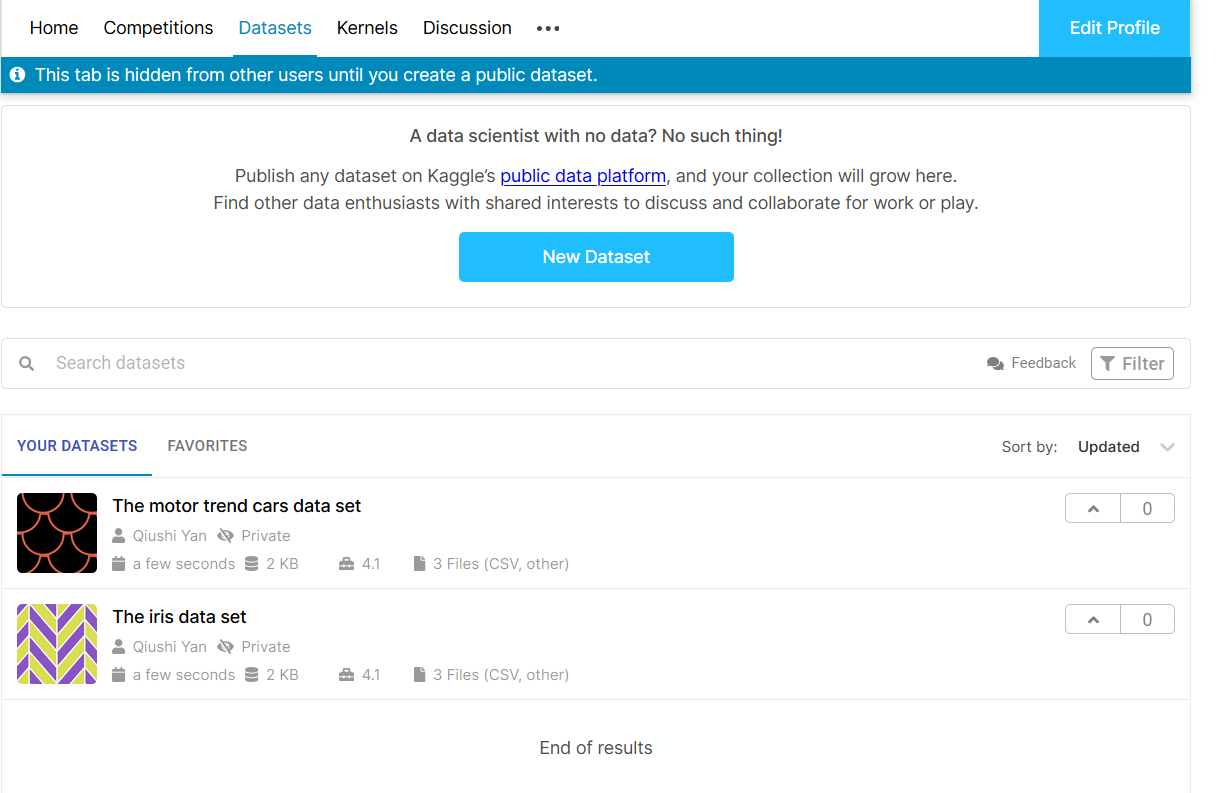 Home Competitions Datasets Kernels Discussion ••• Edit Profile
This tab is hidden from other users until you create a public dataset.
A data scientist with no data? No such thing!
Publish any dataset on Kaggle’s public data platform, and your collection will grow here.
Find other data enthusiasts with shared interests to discuss and collaborate for work or play.
New Dataset
Search datasets Feedback Filter
YOUR DATASETS FAVORITES Sort by: Updated
The motor trend cars data set 0
Qiushi Yan Private
a few seconds 2 KB 4.1 3 Files (CSV, other)
The iris data set 0
Qiushi Yan Private
a few seconds 2 KB 4.1 3 Files (CSV, other)
End of results